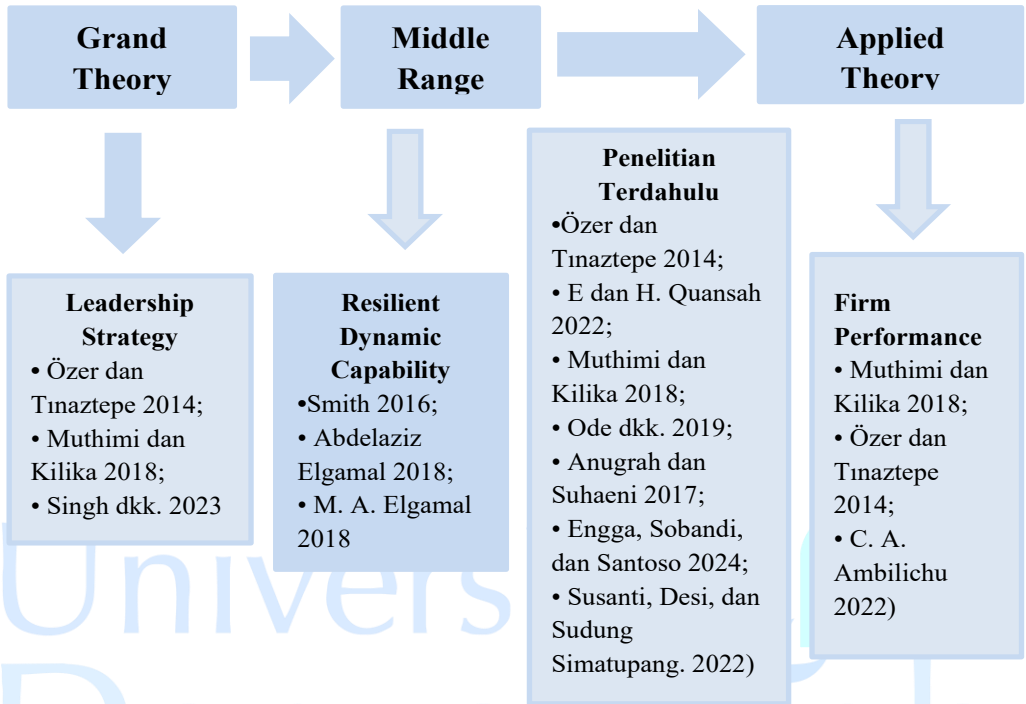 Grand
Theory
Middle
Range
Applied
Theory
Leadership
Strategy
• Özer dan
Tınaztepe 2014;
• Muthimi dan
Kilika 2018;
• Singh dkk. 2023
Resilient
Dynamic
Capability
•Smith 2016;
• Abdelaziz
Elgamal 2018;
• M. A. Elgamal
2018
Penelitian
Terdahulu
•Özer dan
Tınaztepe 2014;
• E dan H. Quansah
2022;
• Muthimi dan
Kilika 2018;
• Ode dkk. 2019;
• Anugrah dan
Suhaeni 2017;
• Engga, Sobandi,
dan Santoso 2024;
• Susanti, Desi, dan
Sudung
Simatupang. 2022)
Firm
Performance
• Muthimi dan
Kilika 2018;
• Özer dan
Tınaztepe
2014;
• C. A.
Ambilichu
2022)
Univers